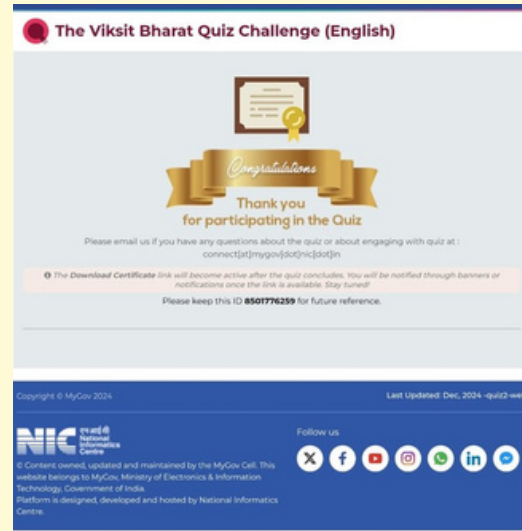 The Viksit Bharat Quiz Challenge (English)
Congratulations
Thank you
for participating in the Quiz
Please email us if you have any questions about the quiz or about engaging with quiz at :
connect[at]mygov[dot]nic[dot]in
The Download Certificate link will become active after the quiz concludes. You will be notified through banners or
notifications once the link is available. Stay tuned!
Please keep this ID 8501776259 for future reference.
Copyright © MyGov 2024
Last Updated: Dec, 2024 -quiz2-we
NIC
एन आई सी
National
Informatics
Centre
Follow us
© Content owned, updated and maintained by the MyGov Cell. This
website belongs to MyGov, Ministry of Electronics & Information
Technology, Government of India.
Platform is designed, developed and hosted by National Informatics
Centre.